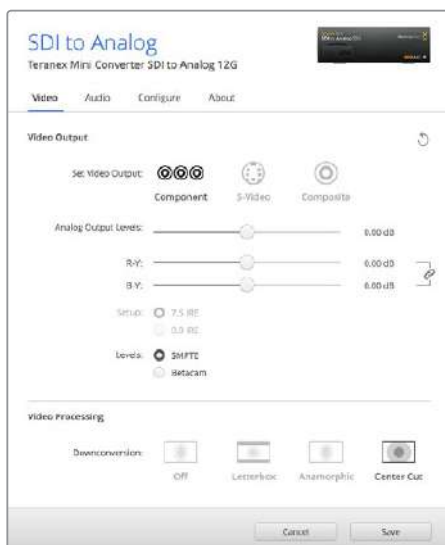 SDI to Analog
Teranex Mini Converter SDI to Analog 12G
Video Audio Configure About
Video Output
Set Video Output:
Component S-Video Composite
Analog Output Levels: 0.00 dB
R-Y: 0.00 dB
B-Y: 0.00 dB
Setup: 7.5 IRE
0.0 IRE
Levels: SMPTE
Betacam
Video Processing
Downconversion:
Off Letterbox Anamorphic Center Cut
Cancel Save